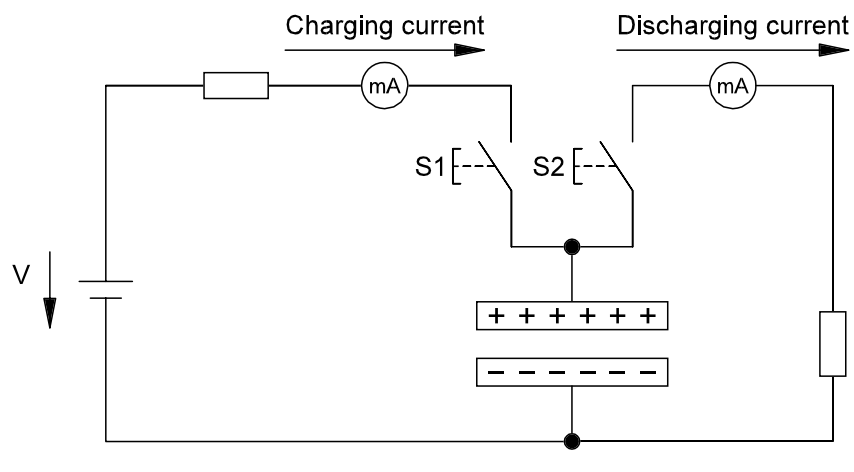 Charging current
Discharging current
mA
mA
S1
S2
V
+ + + + + +
− − − − − −